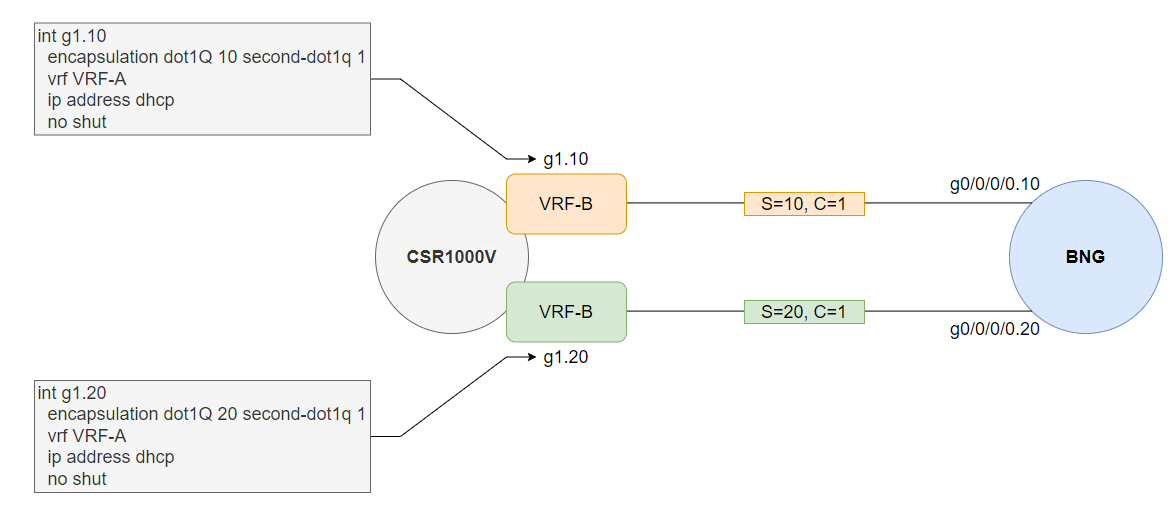 int g1.10
encapsulation dot1Q 10 second-dot1q 1
vrf VRF-A
ip address dhcp
no shut
g1.10
g0/0/0/0.10
VRF-B
S=10, C=1
CSR1000V
BNG
VRF-B
S=20, C=1
g0/0/0/0.20
g1.20
int g1.20
encapsulation dot1Q 20 second-dot1q 1
vrf VRF-A
ip address dhcp
no shut